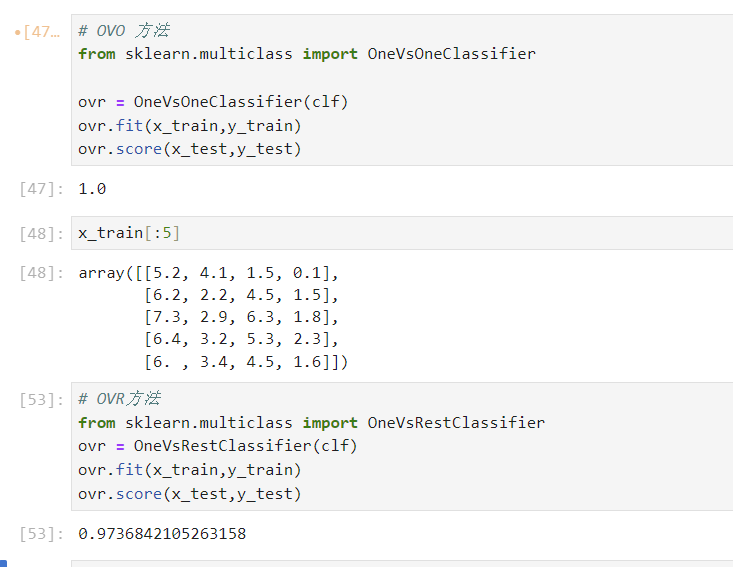 [47…
# OVO 方法
from sklearn.multiclass import OneVsOneClassifier
ovr = OneVsOneClassifier(clf)
ovr.fit(x_train,y_train)
ovr.score(x_test,y_test)
[47]: 1.0
[48]: x_train[:5]
[48]: array([[5.2, 4.1, 1.5, 0.1],
[6.2, 2.2, 4.5, 1.5],
[7.3, 2.9, 6.3, 1.8],
[6.4, 3.2, 5.3, 2.3],
[6. , 3.4, 4.5, 1.6]])
[53]: # OVR方法
from sklearn.multiclass import OneVsRestClassifier
ovr = OneVsRestClassifier(clf)
ovr.fit(x_train,y_train)
ovr.score(x_test,y_test)
[53]: 0.9736842105263158